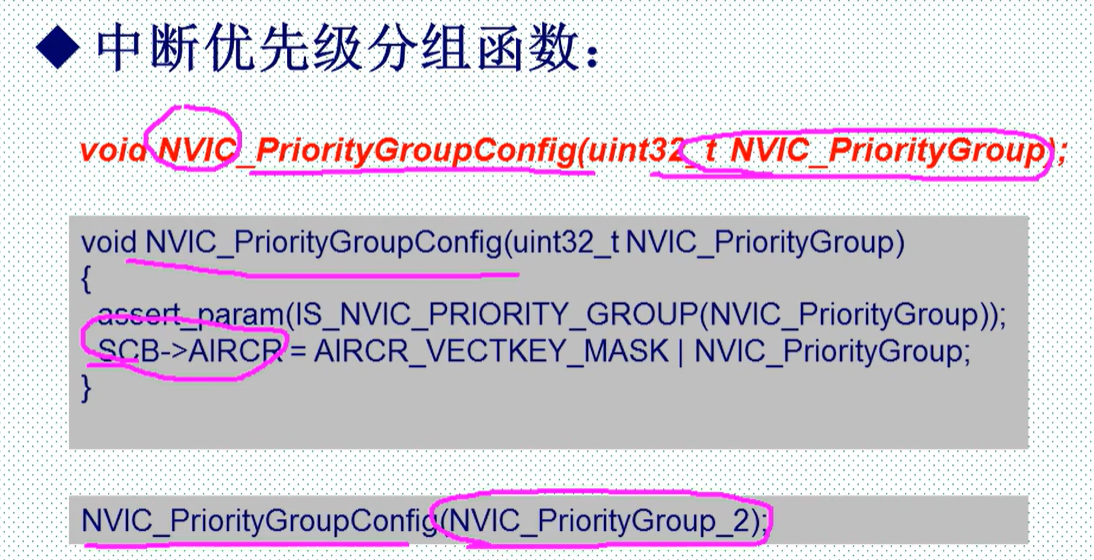 ◆中断优先级分组函数：
void NVIC_PriorityGroupConfig(uint32_t NVIC_PriorityGroup);
void NVIC_PriorityGroupConfig(uint32_t NVIC_PriorityGroup)
{
assert_param(IS_NVIC_PRIORITY_GROUP(NVIC_PriorityGroup));
SCB->AIRCR = AIRCR_VECTKEY_MASK | NVIC_PriorityGroup;
}
NVIC_PriorityGroupConfig(NVIC_PriorityGroup_2);